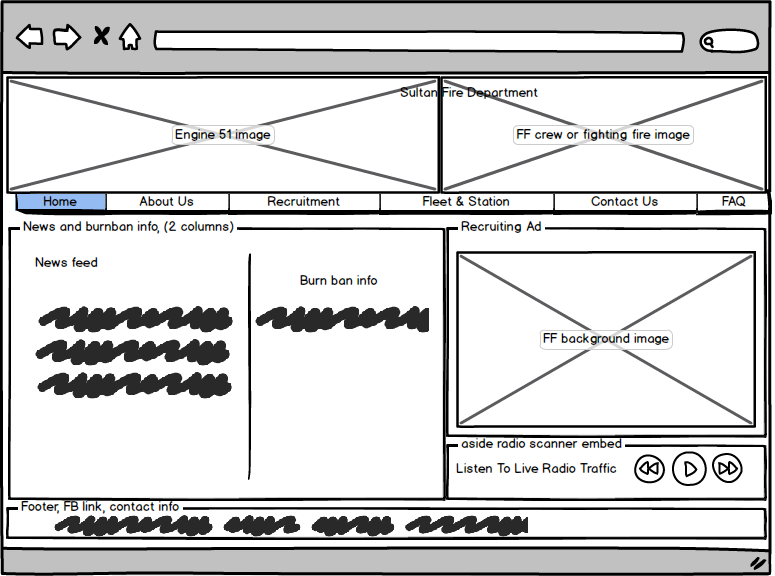 Sultan Fire Department
Engine 51 image
FF crew or fighting fire image
Home About Us Recruitment Fleet & Station Contact Us FAQ
News and burnban info, (2 columns)
News feed
Burn ban info
Recruiting Ad
FF background image
aside radio scanner embed
Listen To Live Radio Traffic
Footer, FB link, contact info